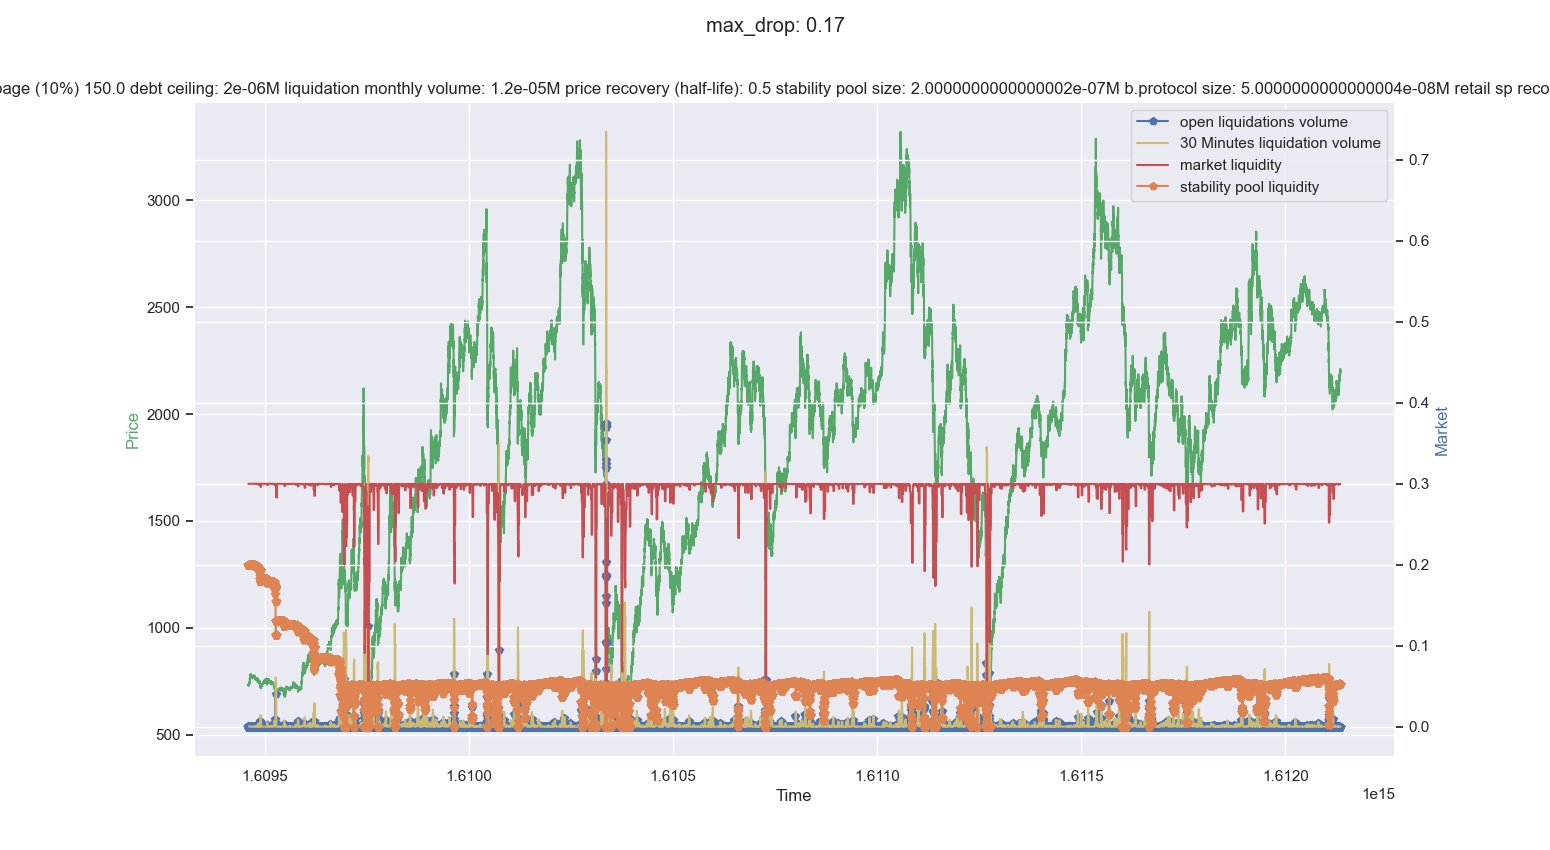 max_drop: 0.17
page (10%) 150.0 debt ceiling: 2e-06M liquidation monthly volume: 1.2e-05M price recovery (half-life): 0.5 stability pool size: 2.0000000000000002e-07M b.protocol size: 5.0000000000000004e-08M retail sp reco
open liquidations volume
30 Minutes liquidation volume
market liquidity
stability pool liquidity
3000
2500
2000
1500
1000
500
Price
0.7
0.6
0.5
0.4
0.3
0.2
0.1
0.0
Market
1.6095 1.6100 1.6105 1.6110 1.6115 1.6120
Time
1e15